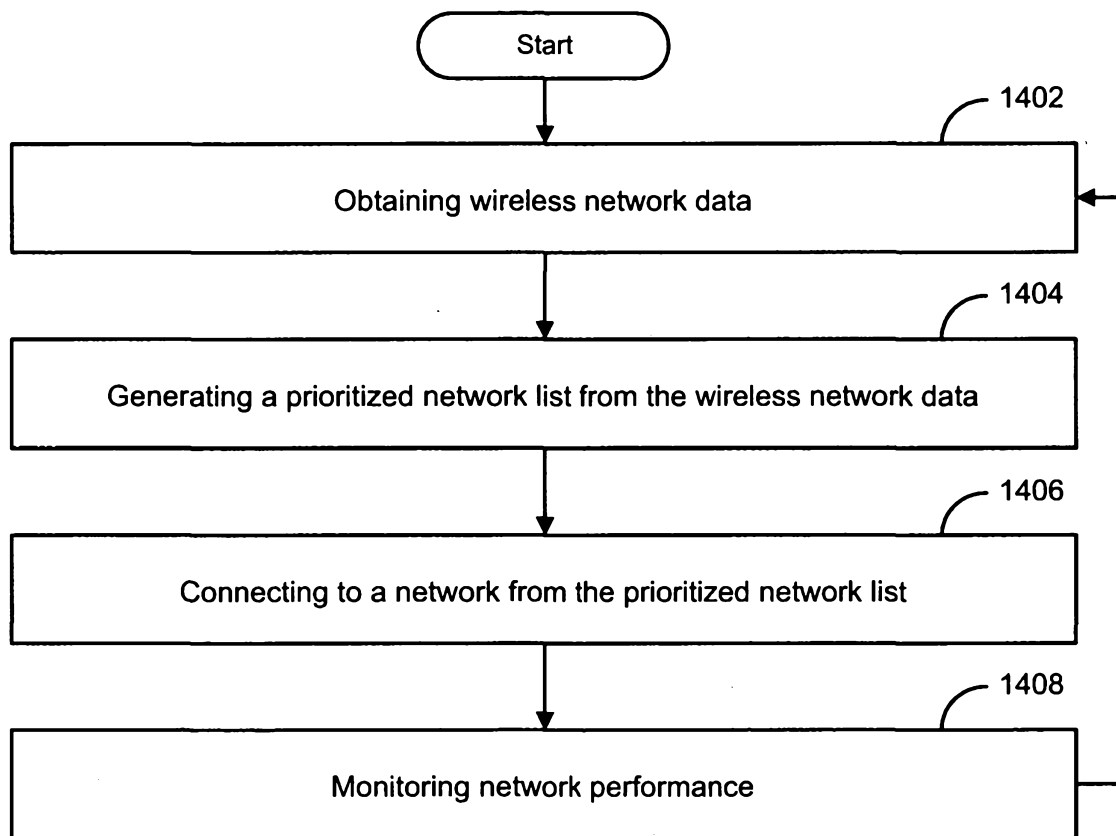 Start
1402
Obtaining wireless network data
1404
Generating a prioritized network list from the wireless network data
1406
Connecting to a network from the prioritized network list
1408
Monitoring network performance